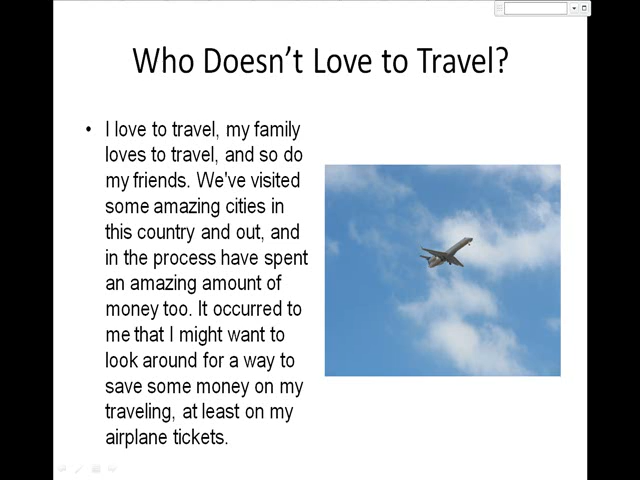 Who Doesn’t Love to Travel?
• I love to travel, my family
loves to travel, and so do
my friends. We've visited
some amazing cities in
this country and out, and
in the process have spent
an amazing amount of
money too. It occurred to
me that I might want to
look around for a way to
save some money on my
traveling, at least on my
airplane tickets.